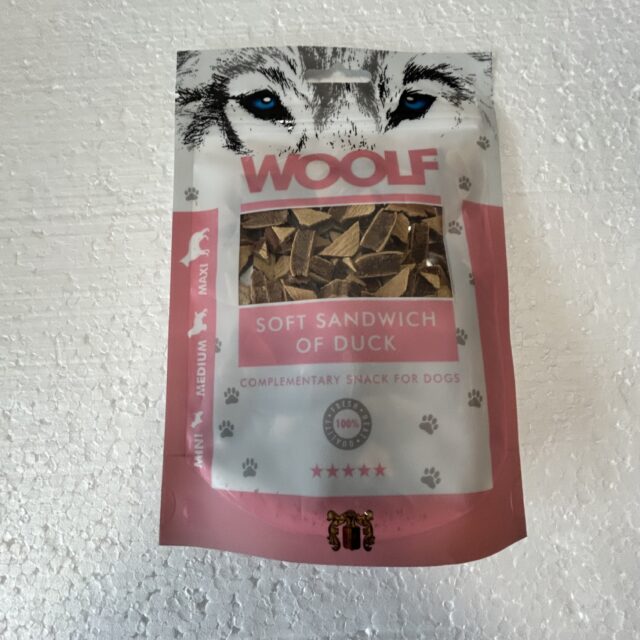 WOOLF
SOFT SANDWICH
OF DUCK
COMPLEMENTARY SNACK FOR DOGS
100%
MINI
MEDIUM
MAXI